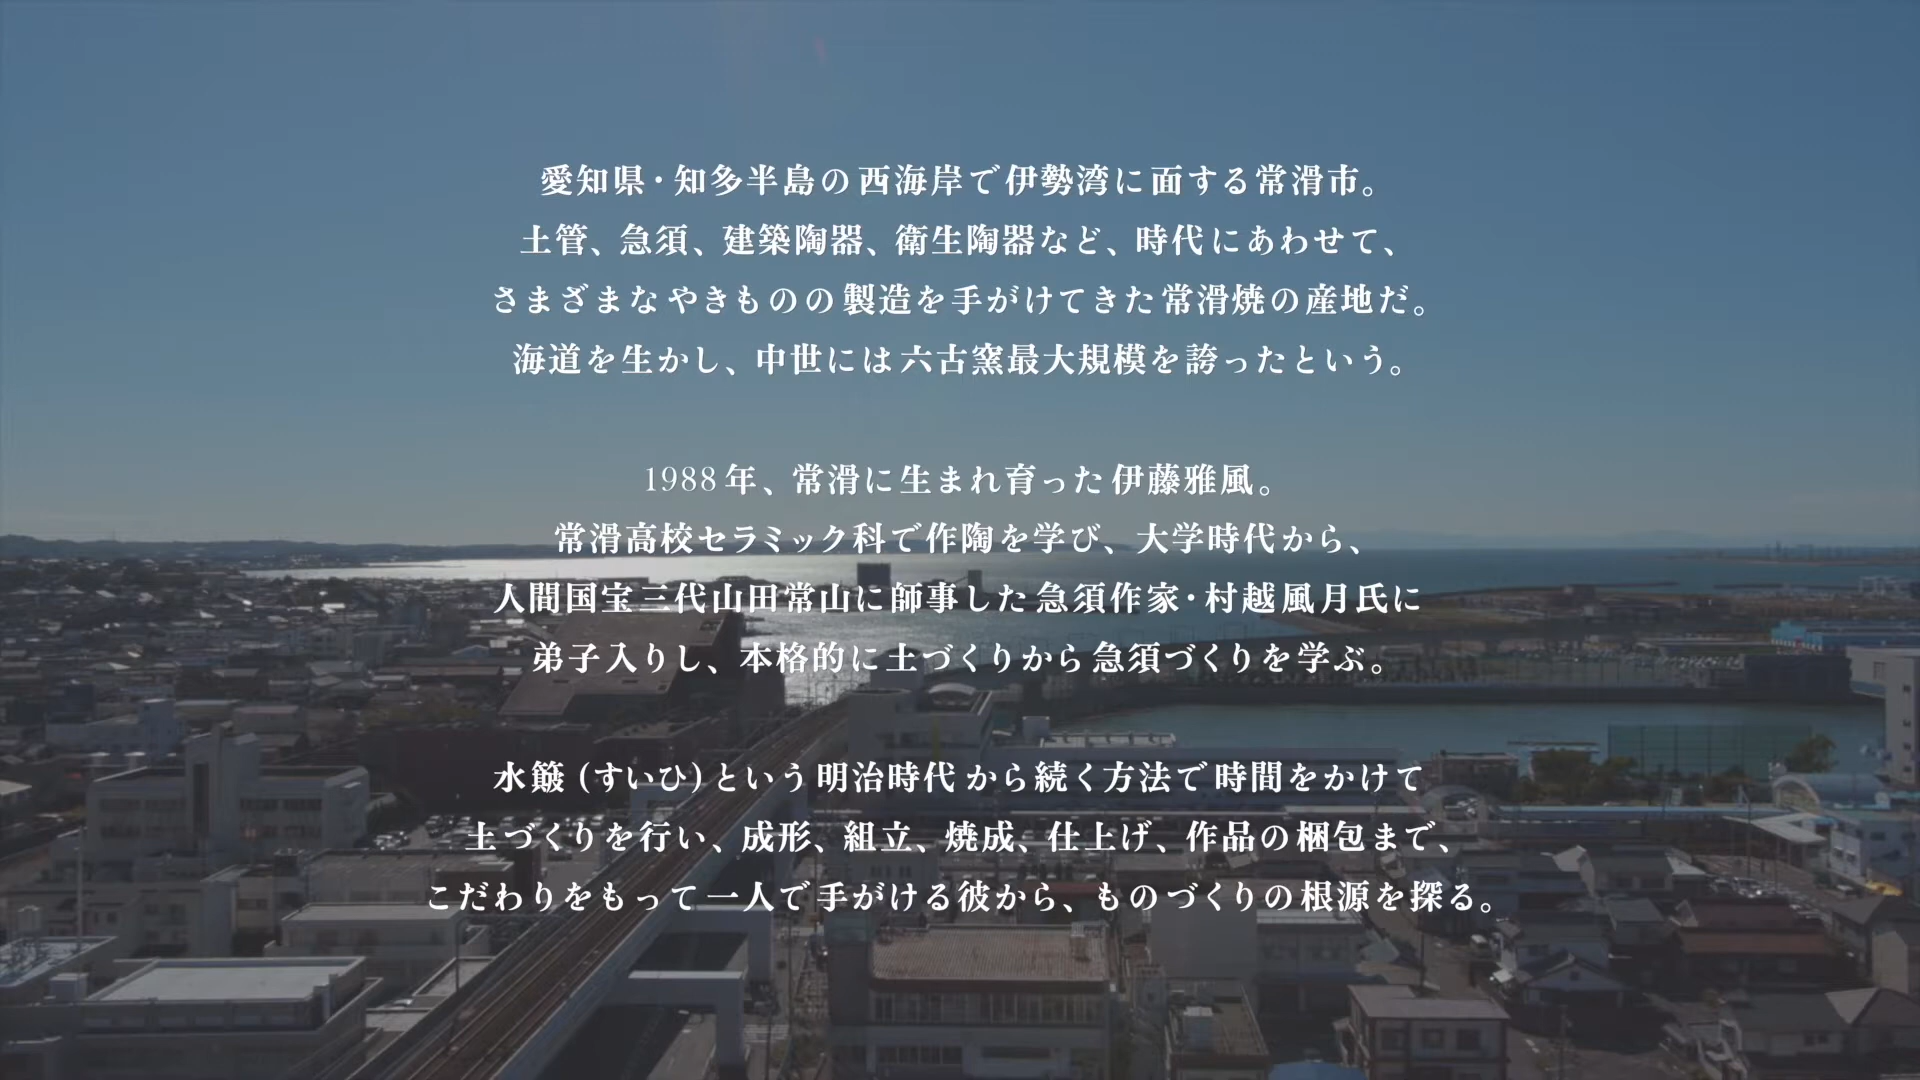 愛知県・知多半島の西海岸で伊勢湾に面する常滑市。
土管、急須、建築陶器、衛生陶器など、時代にあわせて、
さまざまなやきものの製造を手がけてきた常滑焼の産地だ。
海道を生かし、中世には六古窯最大規模を誇ったという。
1988年、常滑に生まれ育った伊藤雅風。
常滑高校セラミック科で作陶を学び、大学時代から、
人間国宝三代山田常山に師事した急須作家・村越風月氏に
弟子入りし、本格的に土づくりから急須づくりを学ぶ。
水簸 (すいひ) という明治時代から続く方法で時間をかけて
土づくりを行い、成形、組立、焼成、仕上げ、作品の梱包まで、
こだわりをもって一人で手がける彼から、ものづくりの根源を探る。